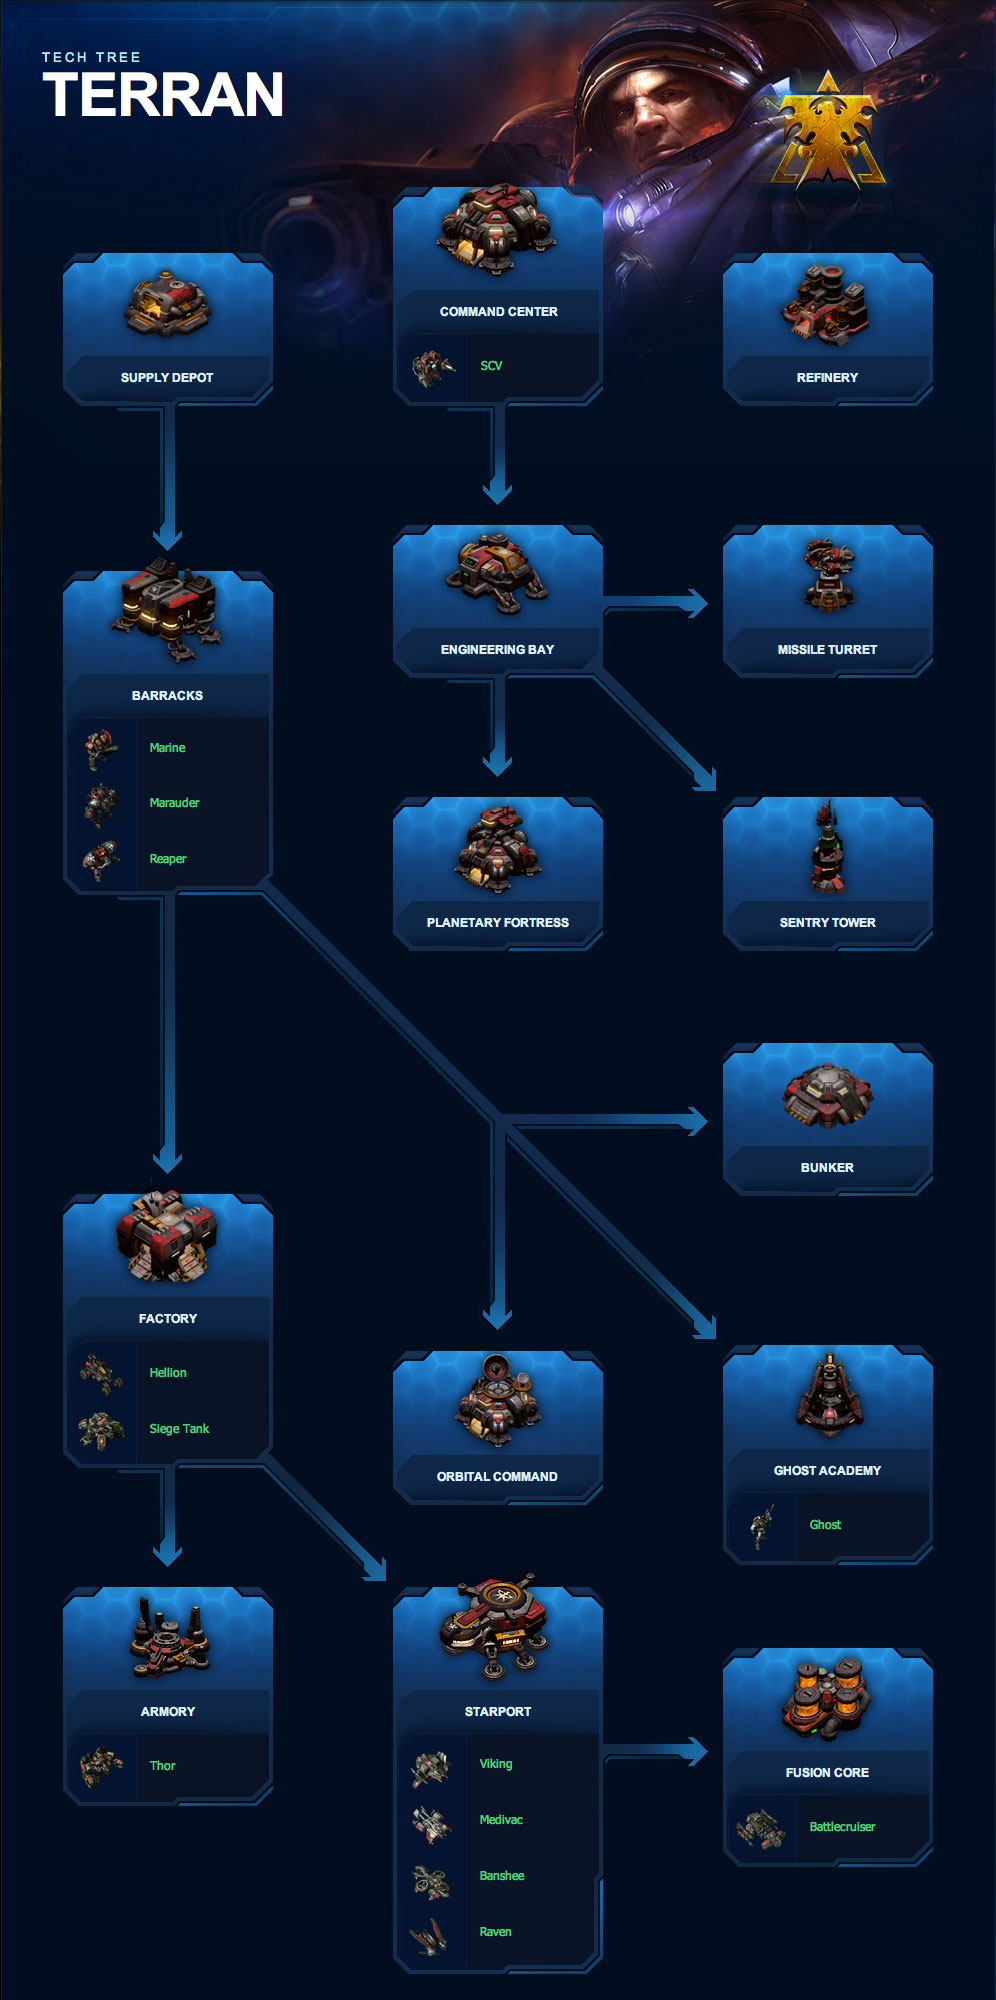 TECH TREE
TERRAN
COMMAND CENTER
SCV
SUPPLY DEPOT
REFINERY
ENGINEERING BAY
MISSILE TURRET
BARRACKS
Marine
Marauder
Reaper
PLANETARY FORTRESS
SENTRY TOWER
BUNKER
FACTORY
Hellion
Siege Tank
ORBITAL COMMAND
GHOST ACADEMY
Ghost
ARMORY
Thor
STARPORT
Viking
Medivac
Banshee
Raven
FUSION CORE
Battlecruiser